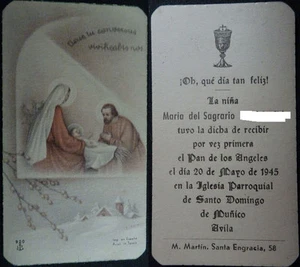 ¡Oh, qué día tan feliz!
La niña
María del Sagrario
tuvo la dicha de recibir
por vez primera
el Pan de los Angeles
el día 20 de Mayo de 1945
en la Iglesia Parroquial
de Santo Domingo
de Muñico
Avila
M. Martín. Santa Engracia, 58